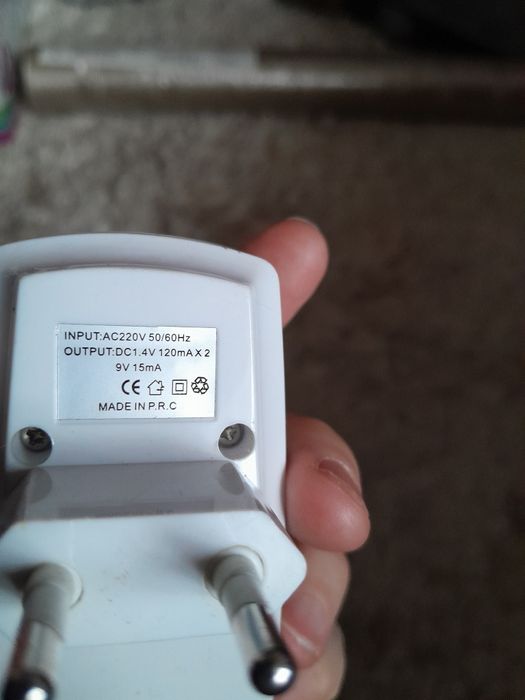 INPUT:AC220V 50/60Hz
OUTPUT:DC1.4V 120mA X 2
9V 15mA
CE
MADE IN P.R.C